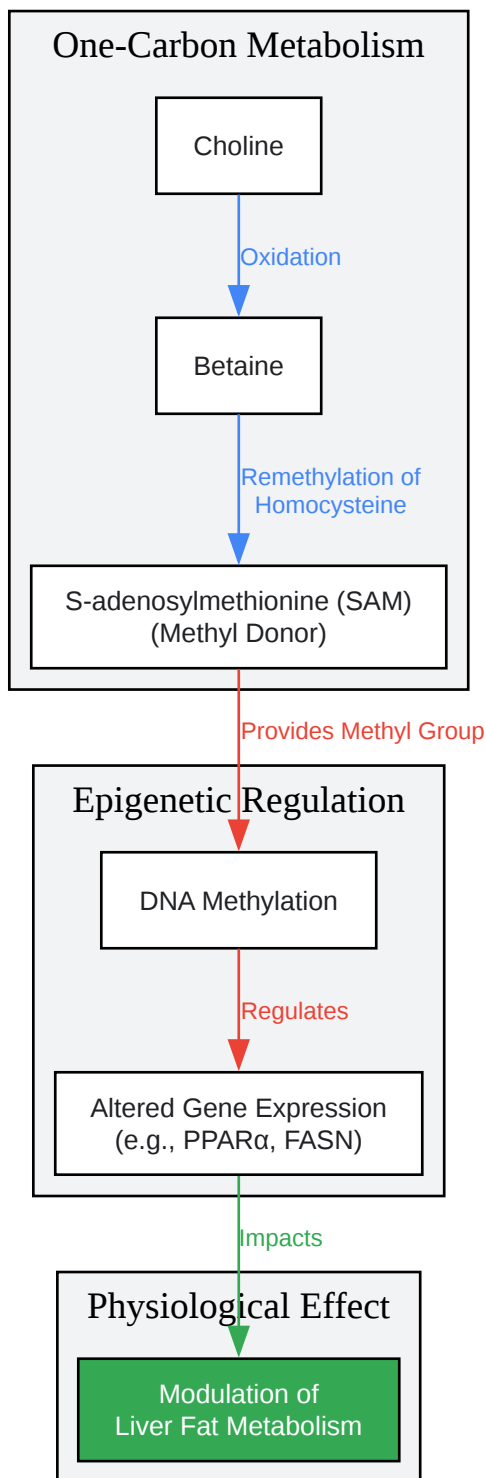 One-Carbon Metabolism
Choline
Oxidation
Betaine
Remethylation of
Homocysteine
S-adenosylmethionine (SAM)
(Methyl Donor)
Provides Methyl Group
Epigenetic Regulation
DNA Methylation
Regulates
Altered Gene Expression
(e.g., PPARα, FASN)
Impacts
Physiological Effect
Modulation of
Liver Fat Metabolism